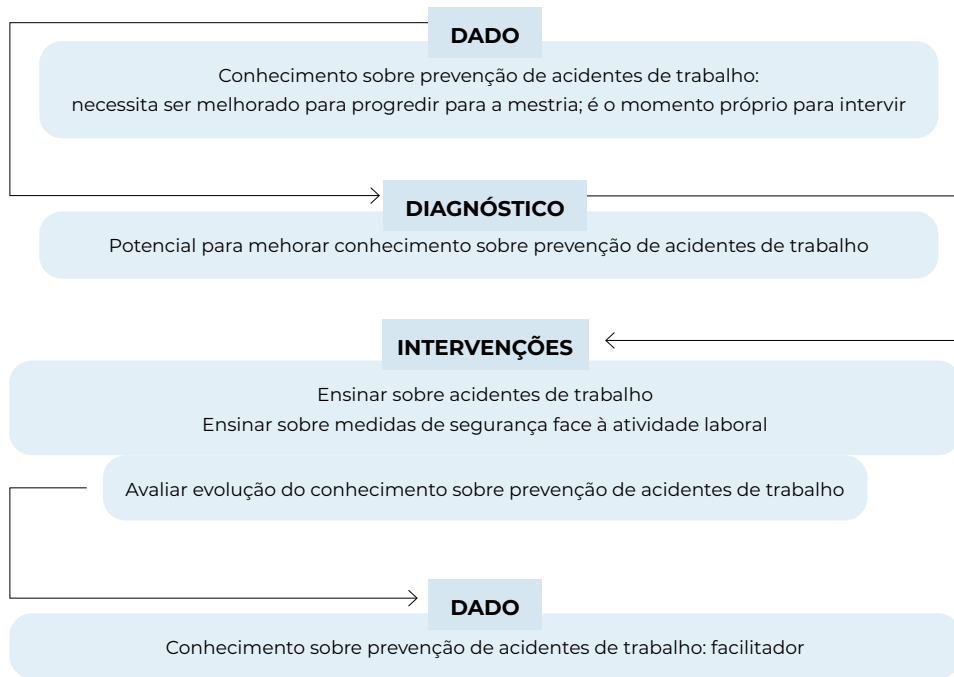 DADO
Conhecimento sobre prevenção de acidentes de trabalho:
necessita ser melhorado para progredir para a mestria; é o momento próprio para intervir
DIAGNÓSTICO
Potencial para mehorar conhecimento sobre prevenção de acidentes de trabalho
INTERVENÇÕES
Ensinar sobre acidentes de trabalho
Ensinar sobre medidas de segurança face à atividade laboral
Avaliar evolução do conhecimento sobre prevenção de acidentes de trabalho
DADO
Conhecimento sobre prevenção de acidentes de trabalho: facilitador